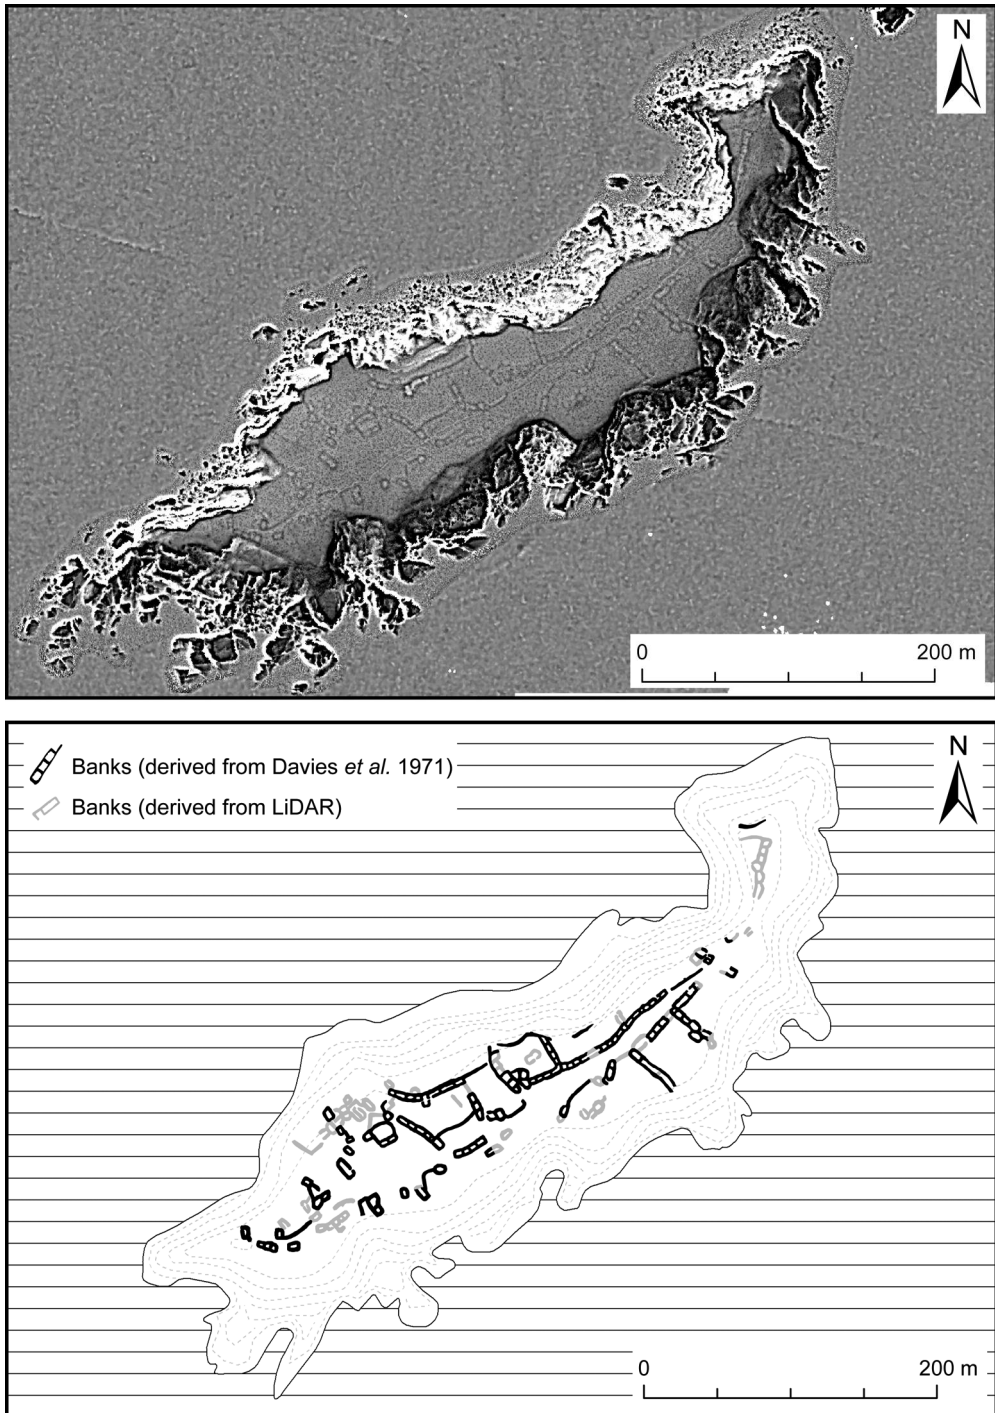 N
0 200 m
Banks (derived from Davies et al. 1971)
Banks (derived from LiDAR)
N
0 200 m